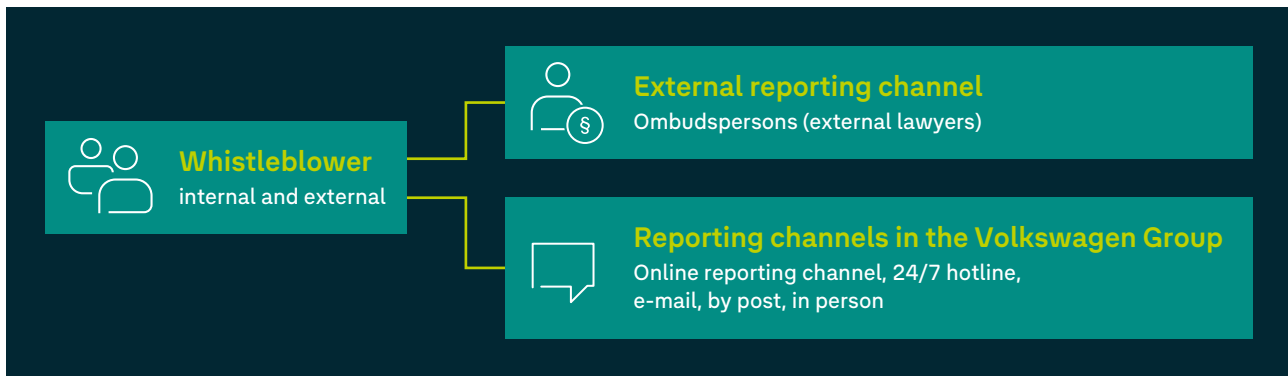 Whistleblower
internal and external
External reporting channel
Ombudspersons (external lawyers)
§
Reporting channels in the Volkswagen Group
Online reporting channel, 24/7 hotline,
e-mail, by post, in person